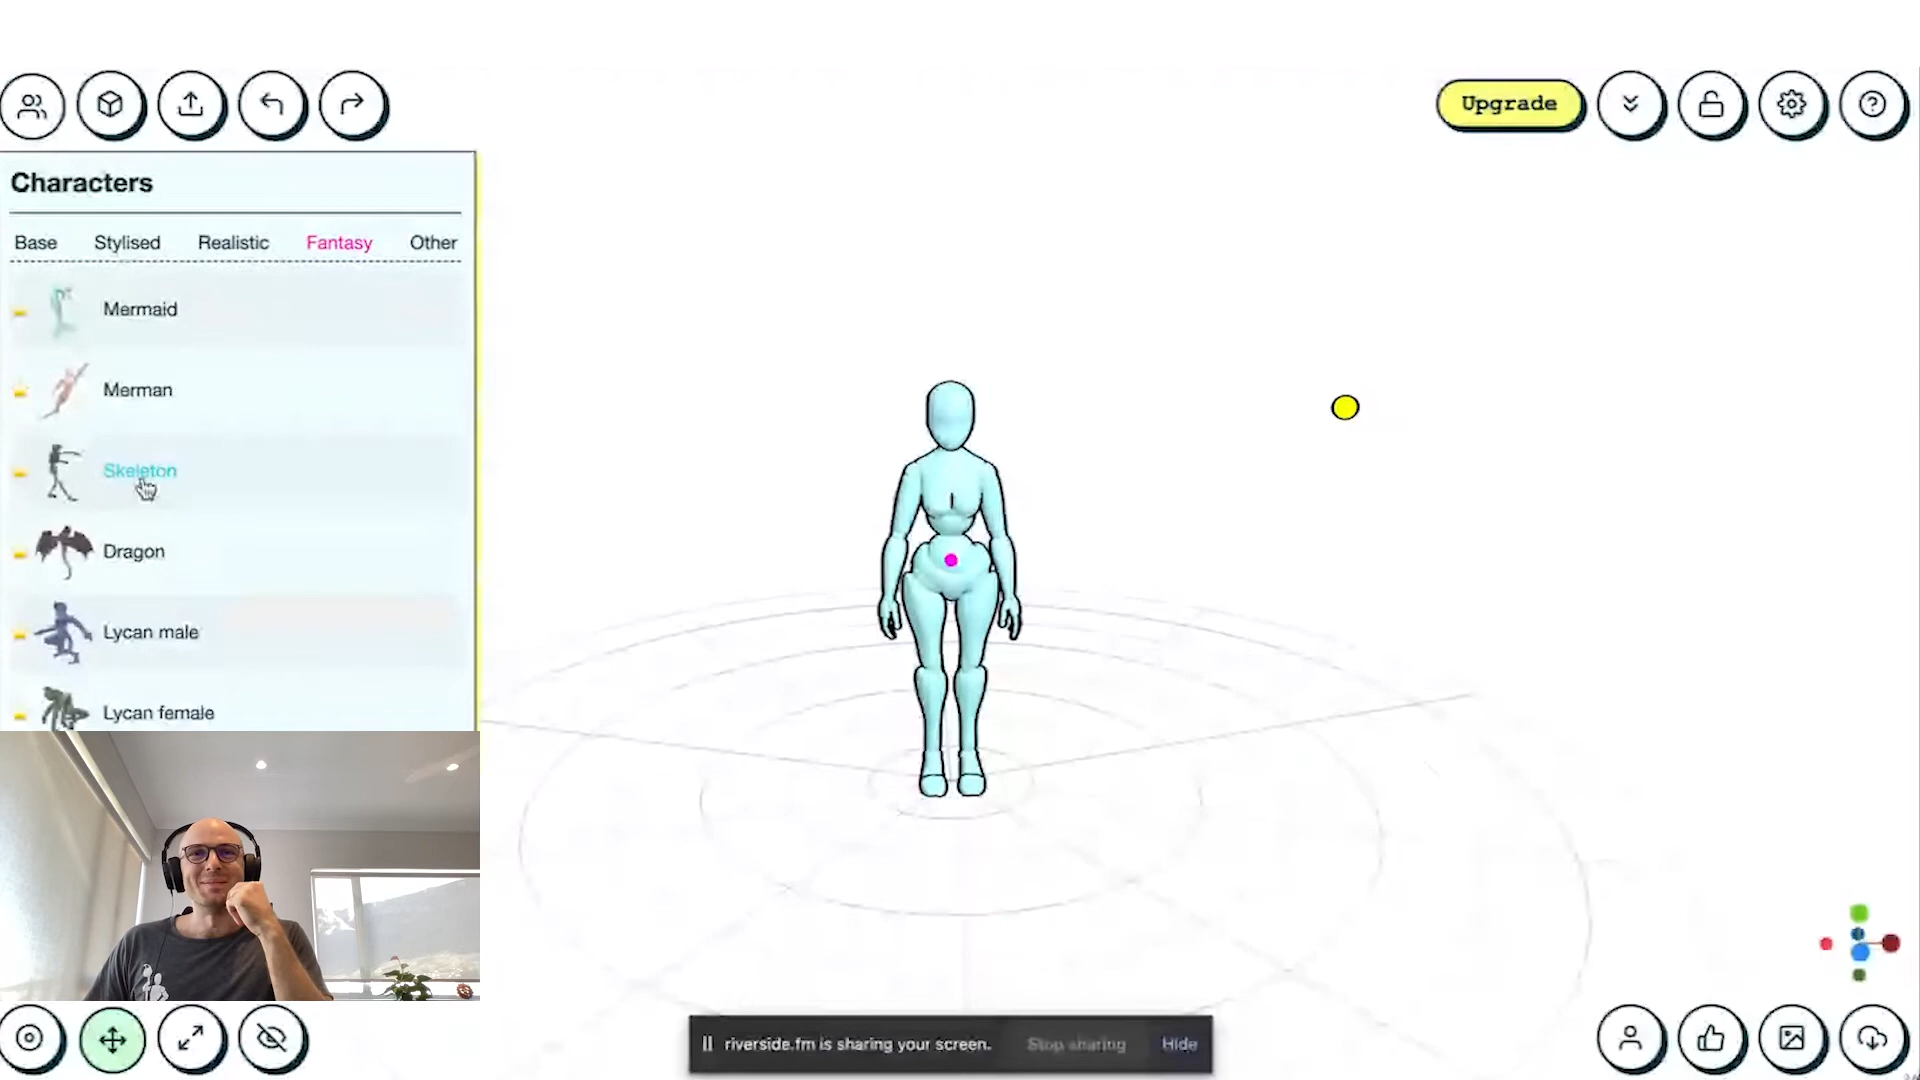 Upgrade
Characters
Base Stylised Realistic Fantasy Other
Mermaid
Merman
Skeleton
Dragon
Lycan male
Lycan female
riverside.fm is sharing your screen. Stop sharing Hide